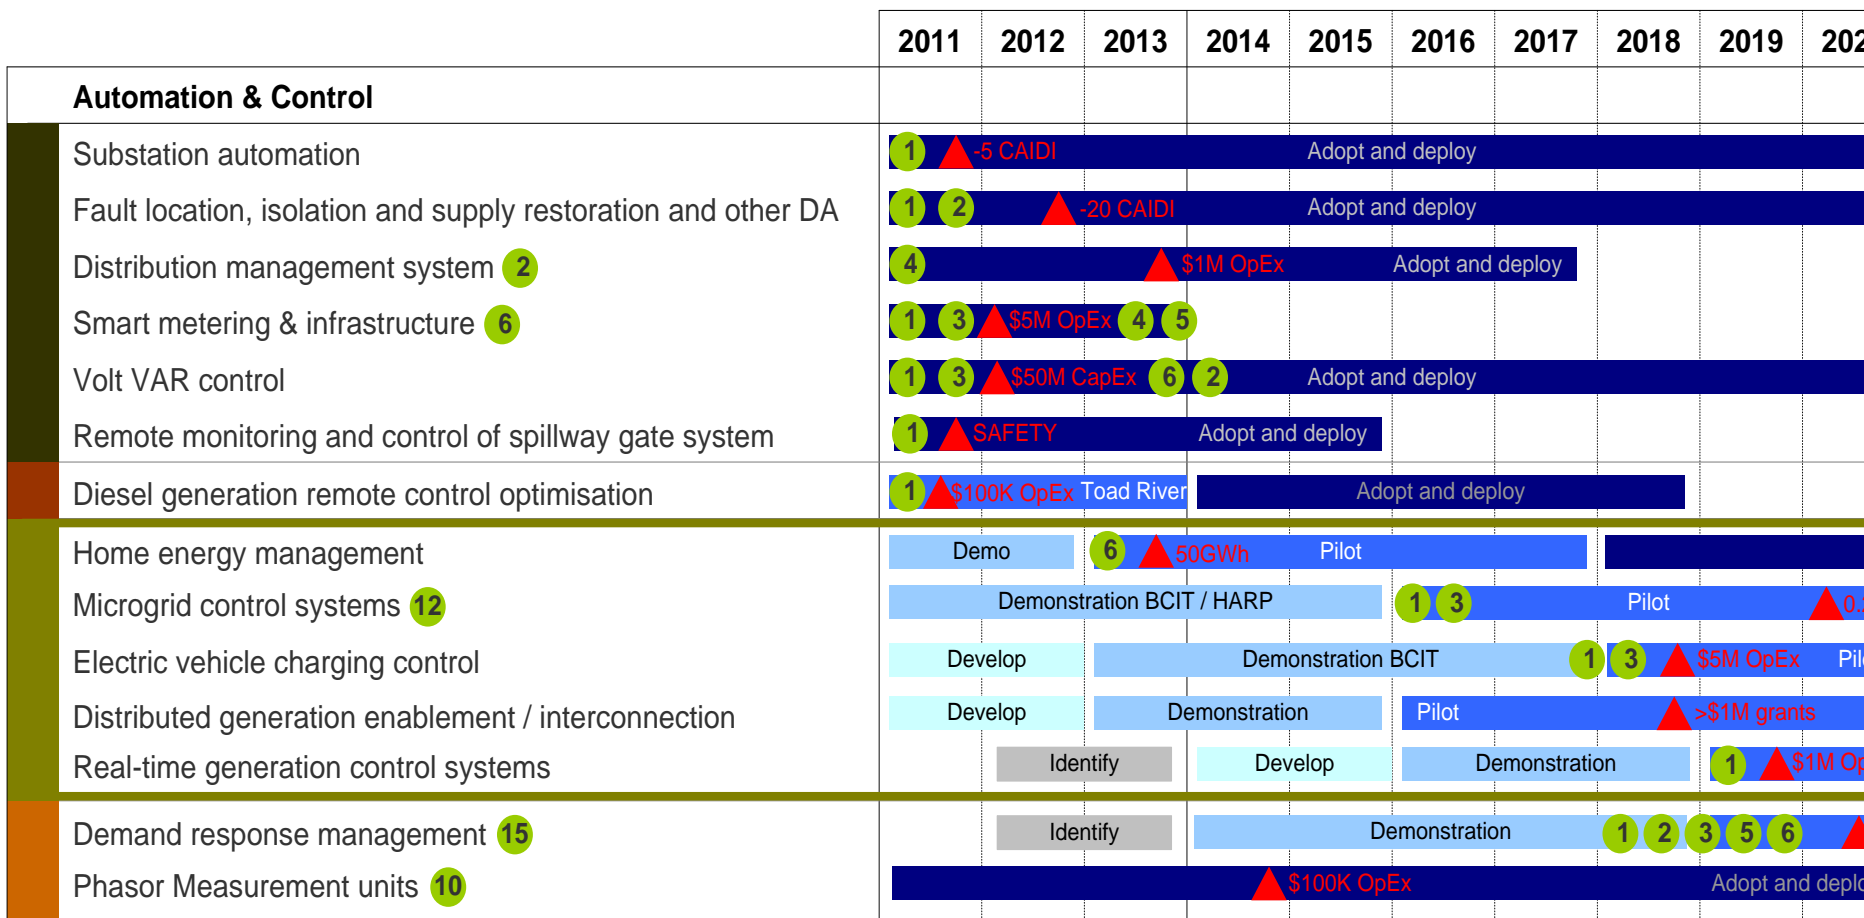 2011 2012 2013 2014 2015 2016 2017 2018 2019 202
Automation & Control
Substation automation 1 -5 CAIDI Adopt and deploy
Fault location, isolation and supply restoration and other DA 1 2 -20 CAIDI Adopt and deploy
Distribution management system 2 4 $1M OpEx Adopt and deploy
Smart metering & infrastructure 6 1 3 $5M OpEx 4 5
Volt VAR control 1 3 $50M CapEx 6 2 Adopt and deploy
Remote monitoring and control of spillway gate system 1 SAFETY Adopt and deploy
Diesel generation remote control optimisation 1 $100K OpEx Toad River Adopt and deploy
Home energy management Demo 6 50GWh Pilot
Microgrid control systems 12 Demonstration BCIT / HARP 1 3 Pilot 0.
Electric vehicle charging control Develop Demonstration BCIT 1 3 $5M OpEx Pil
Distributed generation enablement / interconnection Develop Demonstration Pilot >$1M grants
Real-time generation control systems Identify Develop Demonstration 1 $1M Op
Demand response management 15 Identify Demonstration 1 2 3 5 6
Phasor Measurement units 10 $100K OpEx Adopt and deplo